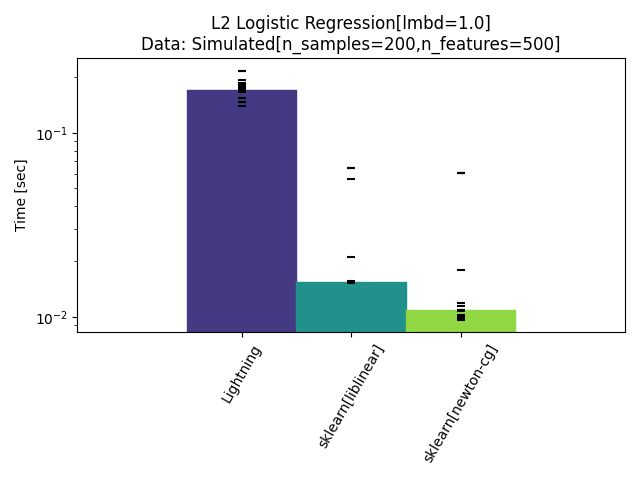 L2 Logistic Regression[lmbd=1.0]
Data: Simulated[n_samples=200,n_features=500]
Time [sec]
10⁻¹
10⁻²
Lightning
sklearn[liblinear]
sklearn[newton-cg]